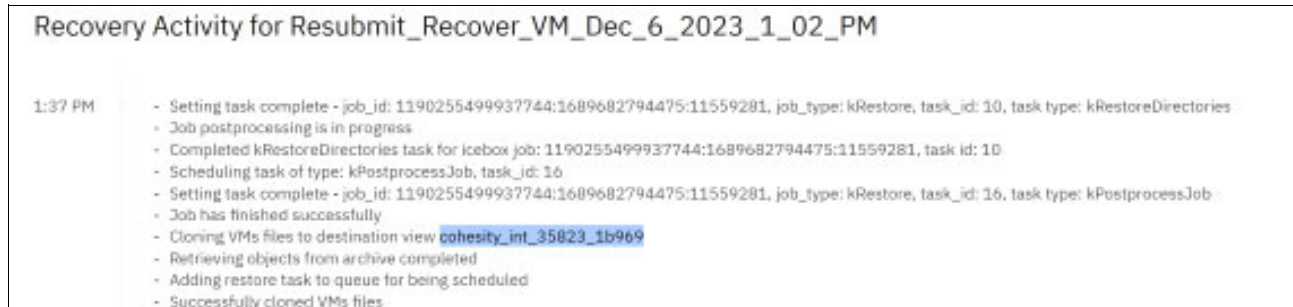 Recovery Activity for Resubmit_Recover_VM_Dec_6_2023_1_02_PM
1:37 PM - Setting task complete - job_id: 1190255499937744:1689682794475:11559281, job_type: kRestore, task_id: 10, task type: kRestoreDirectories
- Job postprocessing is in progress
- Completed kRestoreDirectories task for icebox job: 1190255499937744:1689682794475:11559281, task id: 10
- Scheduling task of type: kPostprocessJob, task_id: 16
- Setting task complete - job_id: 1190255499937744:1689682794475:11559281, job_type: kRestore, task_id: 16, task type: kPostprocessJob
- Job has finished successfully
- Cloning VMs files to destination view cohesity_int_35823_1b969
- Retrieving objects from archive completed
- Adding restore task to queue for being scheduled
- Successfully cloned VMs files